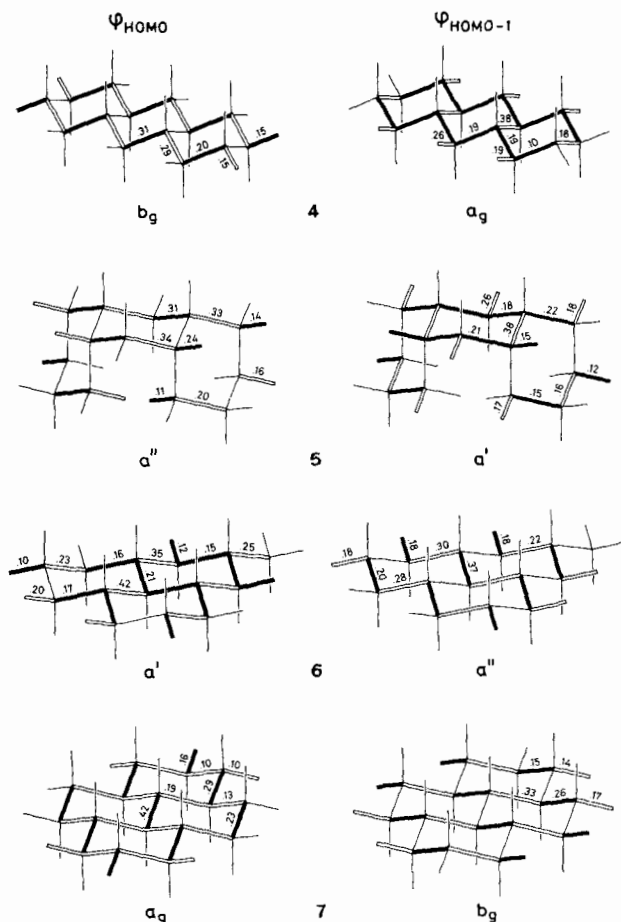 φHOMO φHOMO-1
.31 .29 .20 .15 .15
.26 .19 .38 .19 .19 .10 .18
bg 4 ag
.31 .33 .14
.34 .24
.16
.11 .20
.26 .18 .22 .18
.21 .38 .15
.12
.17 .15 .16
a'' 5 a'
.10 .23 .16 .35 .12 .15 .25
.20 .17 .42 .21
.18 .18 .30 .18 .22
.20 .28 .37
a' 6 a''
.16 .10 .10
.19 .29 .13
.42 .23
.15 .14
.33 .26 .17
ag 7 bg